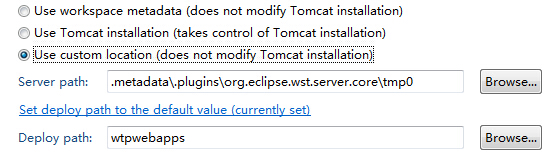 Use workspace metadata (does not modify Tomcat installation)
Use Tomcat installation (takes control of Tomcat installation)
Use custom location (does not modify Tomcat installation)
Server path: .metadata\.plugins\org.eclipse.wst.server.core\tmp0 Browse...
Set deploy path to the default value (currently set)
Deploy path: wtpwebapps Browse...